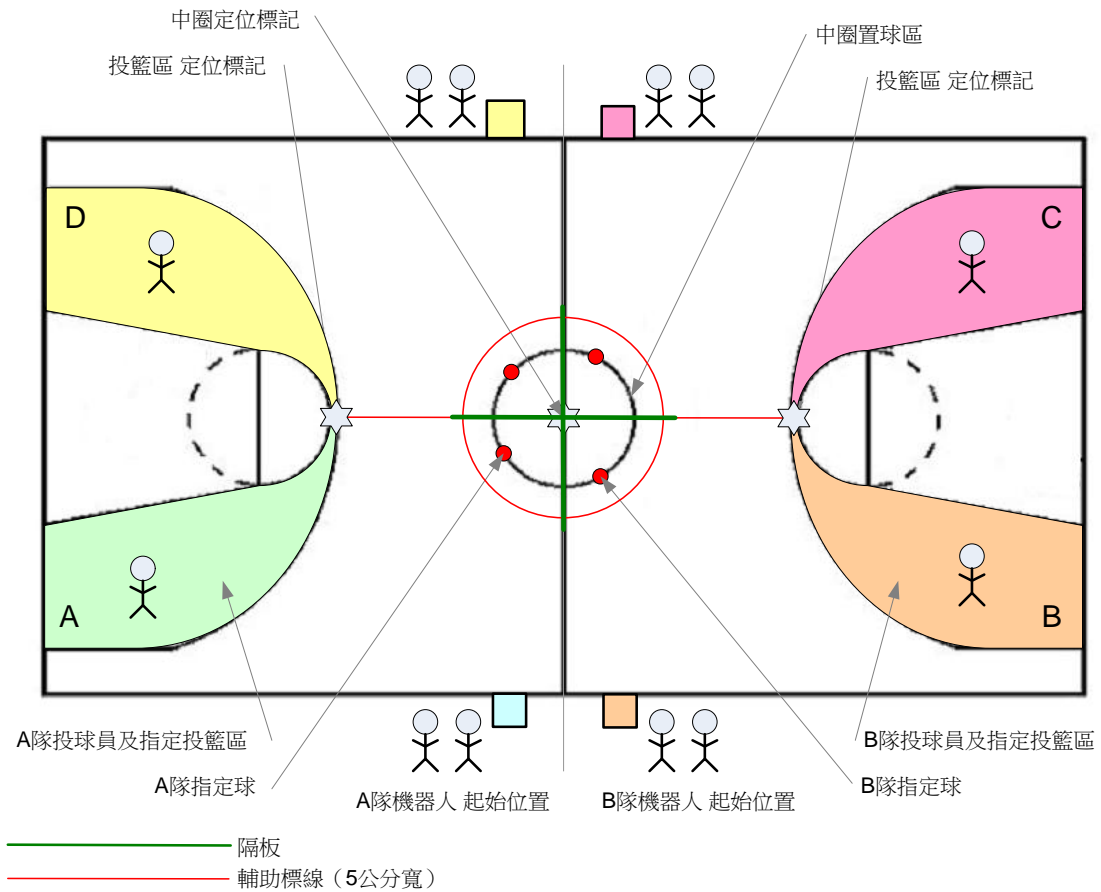 中圈定位標記
中圈置球區
投籃區 定位標記
投籃區 定位標記
D
C
A
B
A隊投球員及指定投籃區
B隊投球員及指定投籃區
A隊指定球
B隊指定球
A隊機器人 起始位置
B隊機器人 起始位置
隔板
輔助標線（5公分寬）